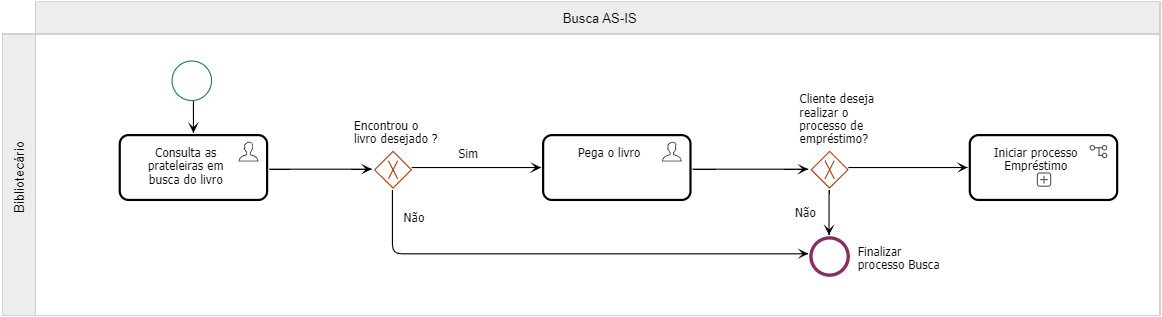 Busca AS-IS
Bibliotecário
Consulta as
prateleiras em
busca do livro
Encontrou o
livro desejado ?
Sim
Não
Pega o livro
Cliente deseja
realizar o
processo de
empréstimo?
Não
Finalizar
processo Busca
Iniciar processo
Empréstimo